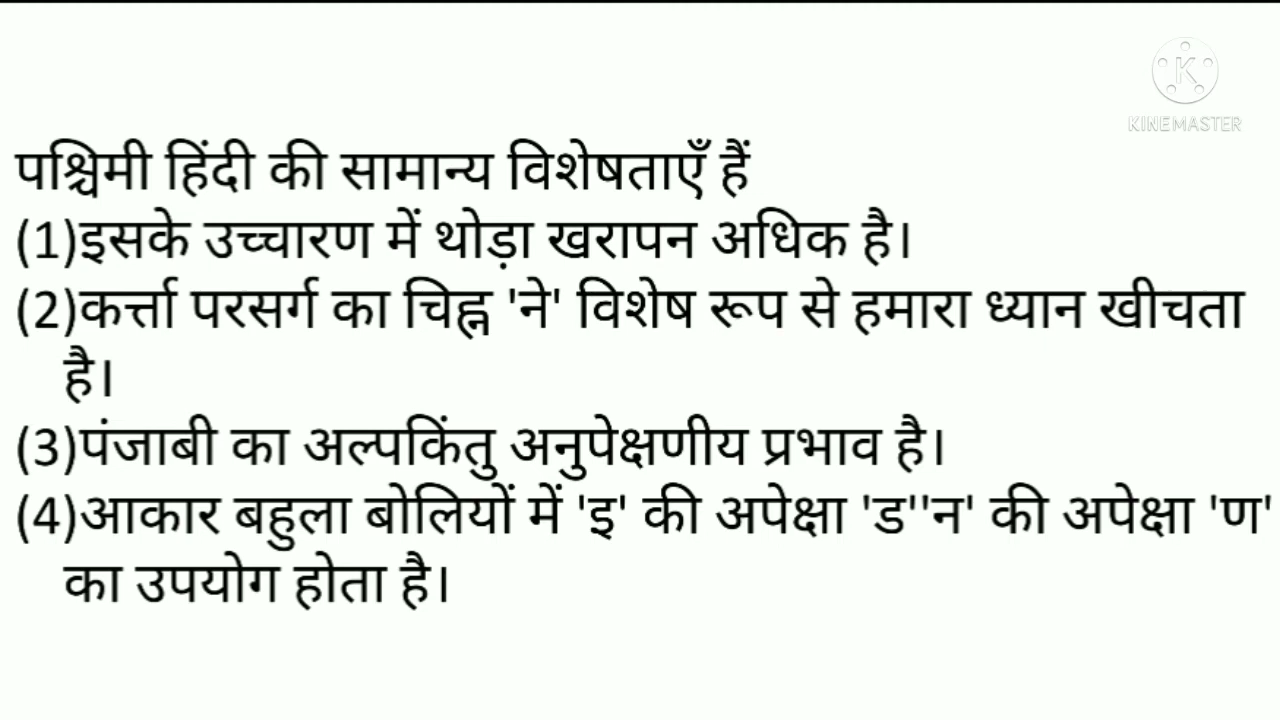 KINEMASTER
पश्चिमी हिंदी की सामान्य विशेषताएँ हैं
(1)इसके उच्चारण में थोड़ा खरापन अधिक है।
(2)कर्त्ता परसर्ग का चिह्न 'ने' विशेष रूप से हमारा ध्यान खीचता
है।
(3)पंजाबी का अल्पकिंतु अनुपेक्षणीय प्रभाव है।
(4)आकार बहुला बोलियों में 'इ' की अपेक्षा 'ड''न' की अपेक्षा 'ण'
का उपयोग होता है।